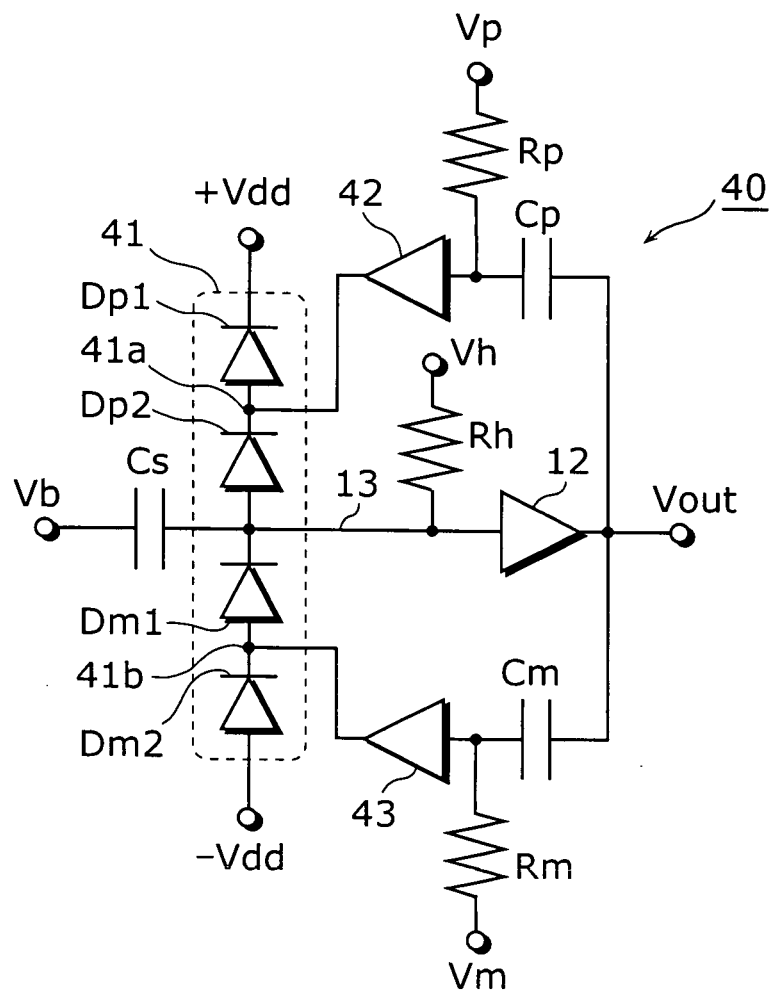 Vp
Rp
40
+Vdd
42
Cp
41
Dp1
Vh
41a
Dp2
Rh
Cs
12
Vb
13
Vout
Dm1
41b
Cm
Dm2
43
–Vdd
Rm
Vm